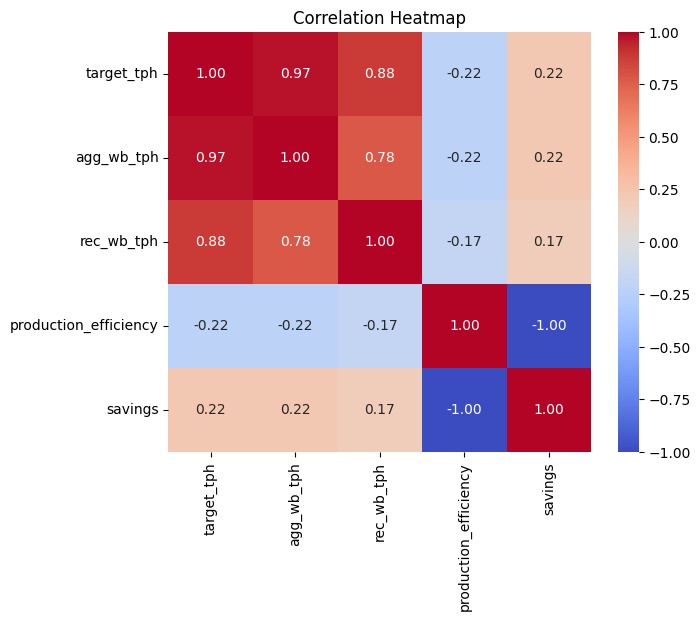 Correlation Heatmap
target_tph 1.00 0.97 0.88 -0.22 0.22
agg_wb_tph 0.97 1.00 0.78 -0.22 0.22
rec_wb_tph 0.88 0.78 1.00 -0.17 0.17
production_efficiency -0.22 -0.22 -0.17 1.00 -1.00
savings 0.22 0.22 0.17 -1.00 1.00
target_tph
agg_wb_tph
rec_wb_tph
production_efficiency
savings
1.00
0.75
0.50
0.25
0.00
−0.25
−0.50
−0.75
−1.00